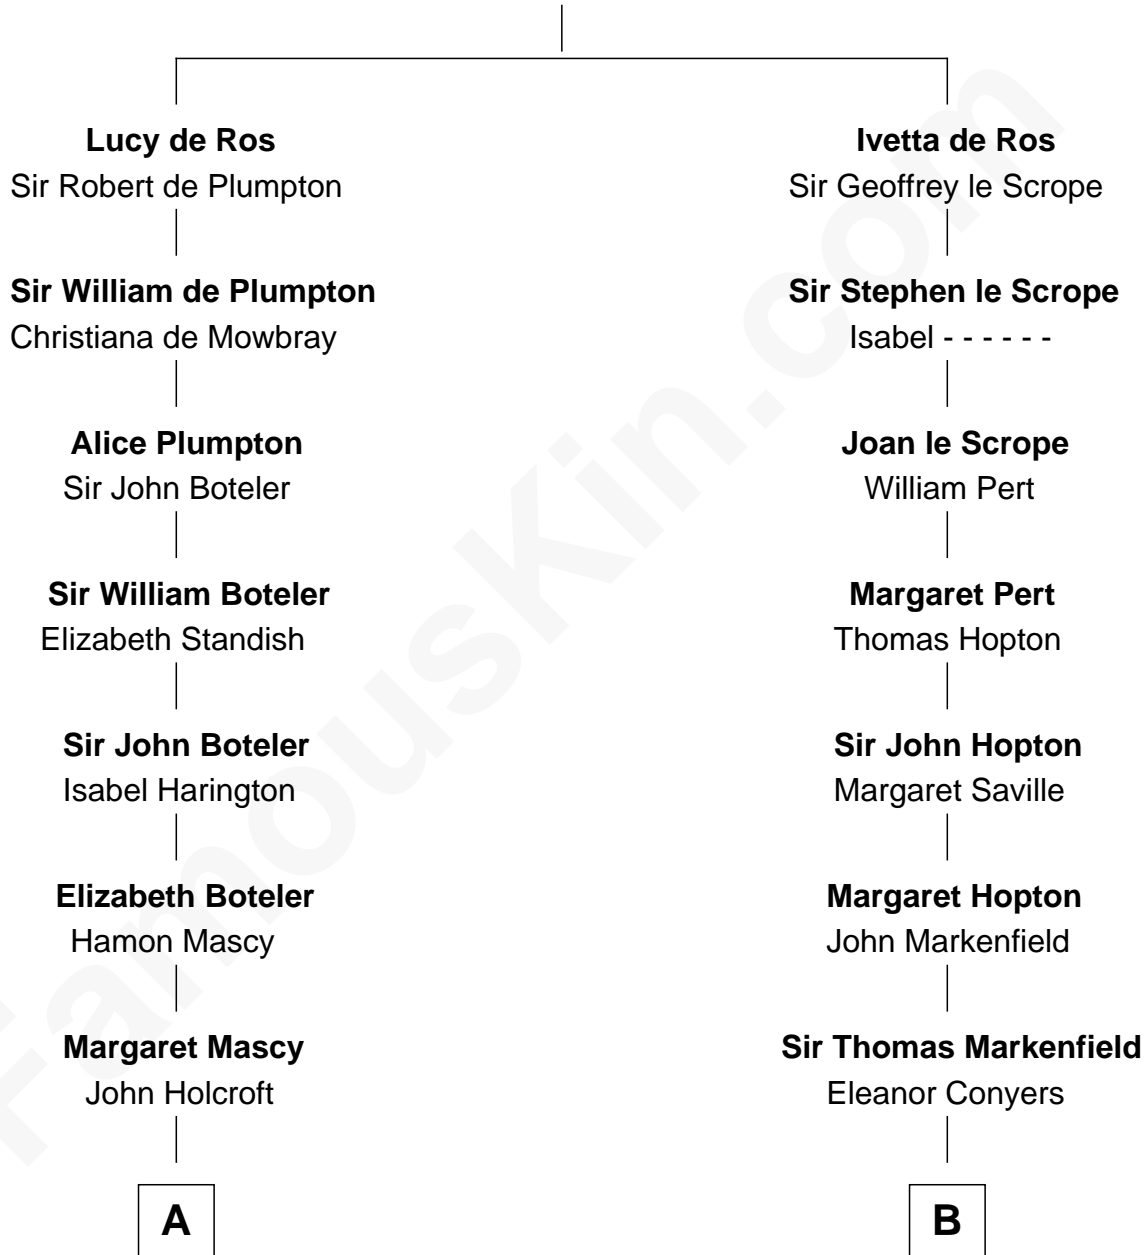 Lucy de Ros
Sir Robert de Plumpton
Sir William de Plumpton
Christiana de Mowbray
Alice Plumpton
Sir John Boteler
Sir William Boteler
Elizabeth Standish
Sir John Boteler
Isabel Harington
Elizabeth Boteler
Hamon Mascy
Margaret Mascy
John Holcroft
A
Ivetta de Ros
Sir Geoffrey le Scrope
Sir Stephen le Scrope
Isabel - - - - - -
Joan le Scrope
William Pert
Margaret Pert
Thomas Hopton
Sir John Hopton
Margaret Saville
Margaret Hopton
John Markenfield
Sir Thomas Markenfield
Eleanor Conyers
B
FamousKin.com